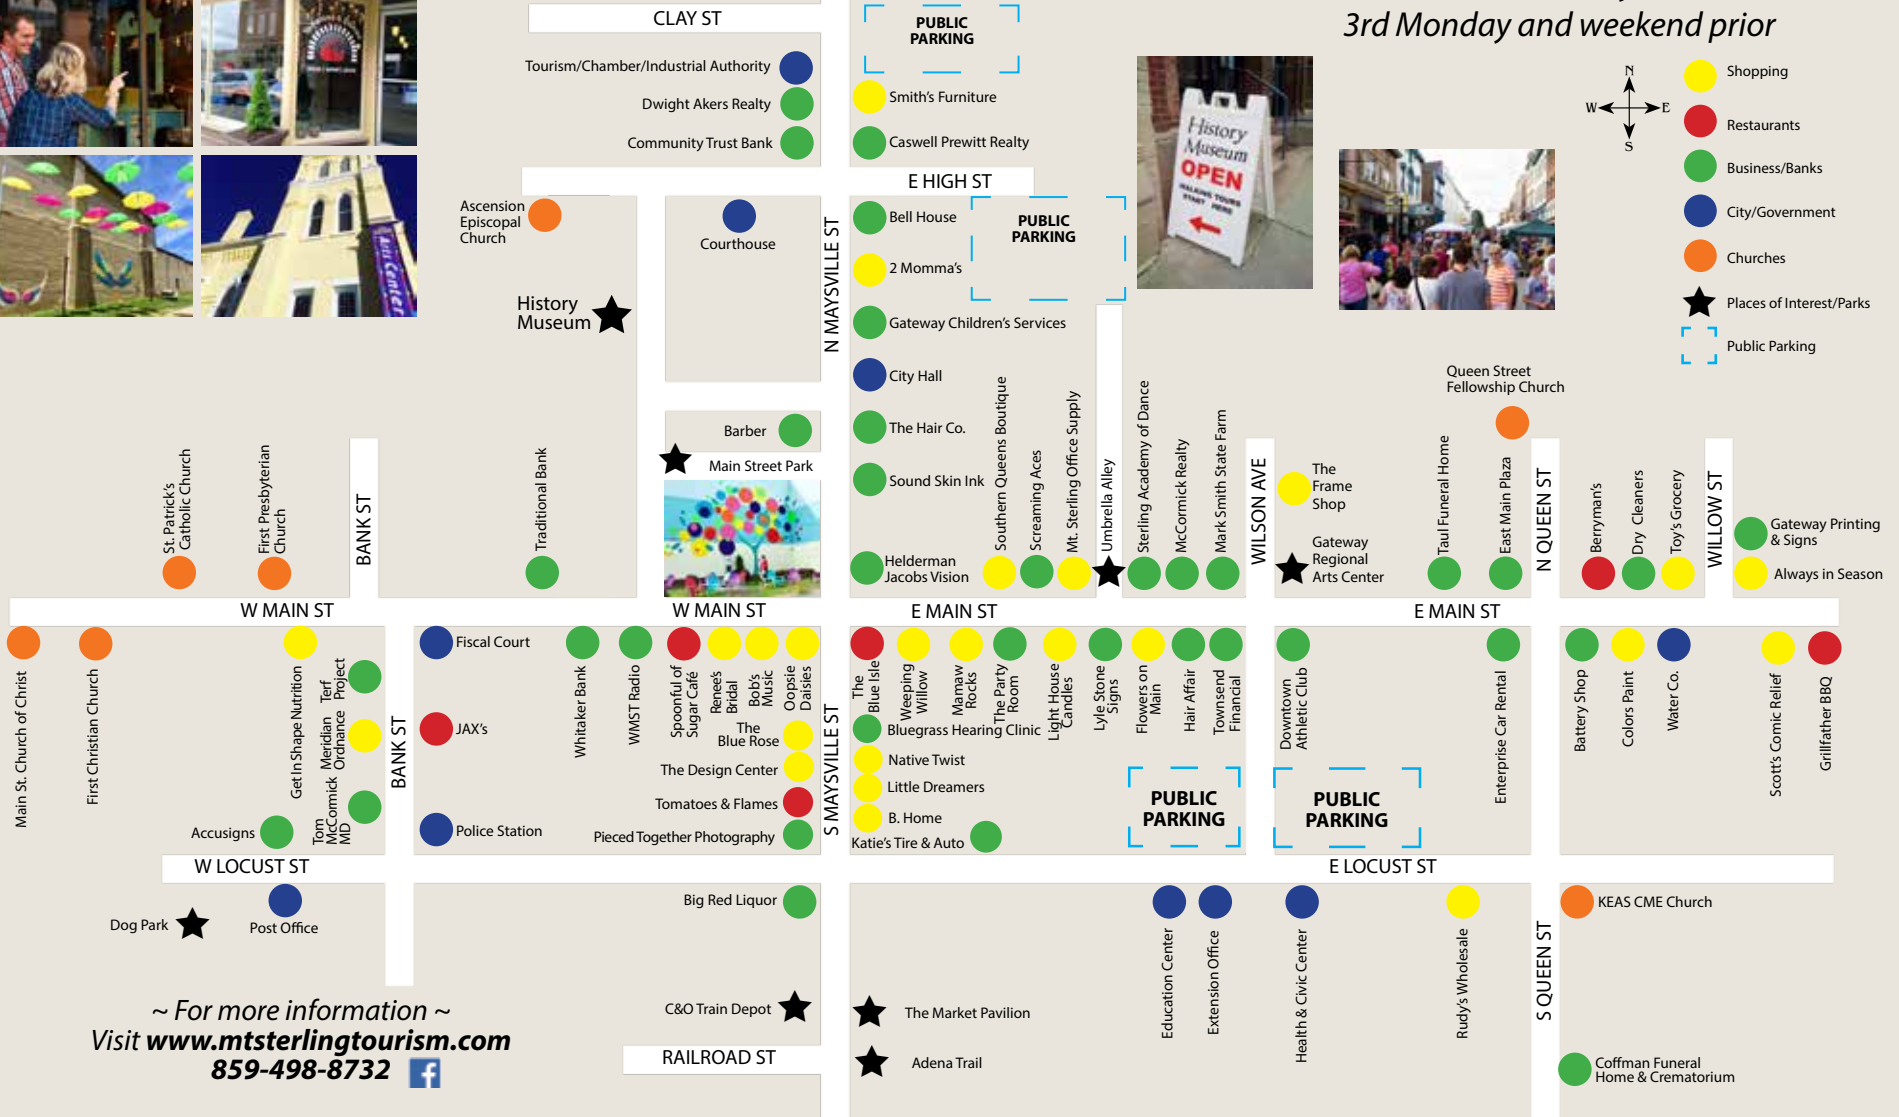 3rd Monday and weekend prior
CLAY ST
PUBLIC
PARKING
Tourism/Chamber/Industrial Authority
Dwight Akers Realty
Community Trust Bank
Smith's Furniture
Caswell Prewitt Realty
History
Museum
OPEN
WALKING TOURS
START HERE
N
W
E
S
Shopping
Restaurants
Business/Banks
City/Government
Churches
Places of Interest/Parks
Public Parking
E HIGH ST
Arts Center
Ascension
Episcopal
Church
Courthouse
History
Museum
N MAYSVILLE ST
Bell House
2 Momma's
Gateway Children's Services
City Hall
The Hair Co.
Sound Skin Ink
Helderman
Jacobs Vision
PUBLIC
PARKING
Barber
Main Street Park
St. Patrick's
Catholic Church
First Presbyterian
Church
BANK ST
Traditional Bank
Southern Queens Boutique
Screaming Aces
Mt. Sterling Office Supply
Umbrella Alley
Sterling Academy of Dance
McCormick Realty
Mark Smith State Farm
WILSON AVE
The
Frame
Shop
Gateway
Regional
Arts Center
Queen Street
Fellowship Church
Taul Funeral Home
East Main Plaza
N QUEEN ST
Berryman's
Dry Cleaners
Toy's Grocery
WILLOW ST
Gateway Printing
& Signs
Always in Season
W MAIN ST
W MAIN ST
E MAIN ST
E MAIN ST
Main St. Church of Christ
First Christian Church
Get In Shape Nutrition
Terf
Project
Meridian
Ordnance
Tom
McCormick
MD
Accusigns
BANK ST
Fiscal Court
JAX's
Police Station
Whitaker Bank
WMST Radio
Spoonful of
Sugar Café
Renee's
Bridal
Bob's
Music
Oopsie
Daisies
The
Blue Rose
The Design Center
Tomatoes & Flames
Pieced Together Photography
S MAYSVILLE ST
The
Blue Isle
Weeping
Willow
Mamaw
Rocks
The Party
Room
Light House
Candles
Lyle Stone
Signs
Flowers on
Main
Hair Affair
Townsend
Financial
Bluegrass Hearing Clinic
Native Twist
Little Dreamers
B. Home
Katie's Tire & Auto
PUBLIC
PARKING
Downtown
Athletic Club
PUBLIC
PARKING
Enterprise Car Rental
Battery Shop
Colors Paint
Water Co.
Scott's Comic Relief
Grillfather BBQ
W LOCUST ST
E LOCUST ST
Dog Park
Post Office
Big Red Liquor
C&O Train Depot
RAILROAD ST
The Market Pavilion
Adena Trail
Education Center
Extension Office
Health & Civic Center
Rudy's Wholesale
S QUEEN ST
KEAS CME Church
Coffman Funeral
Home & Crematorium
~ For more information ~
Visit www.mtsterlingtourism.com
859-498-8732
f